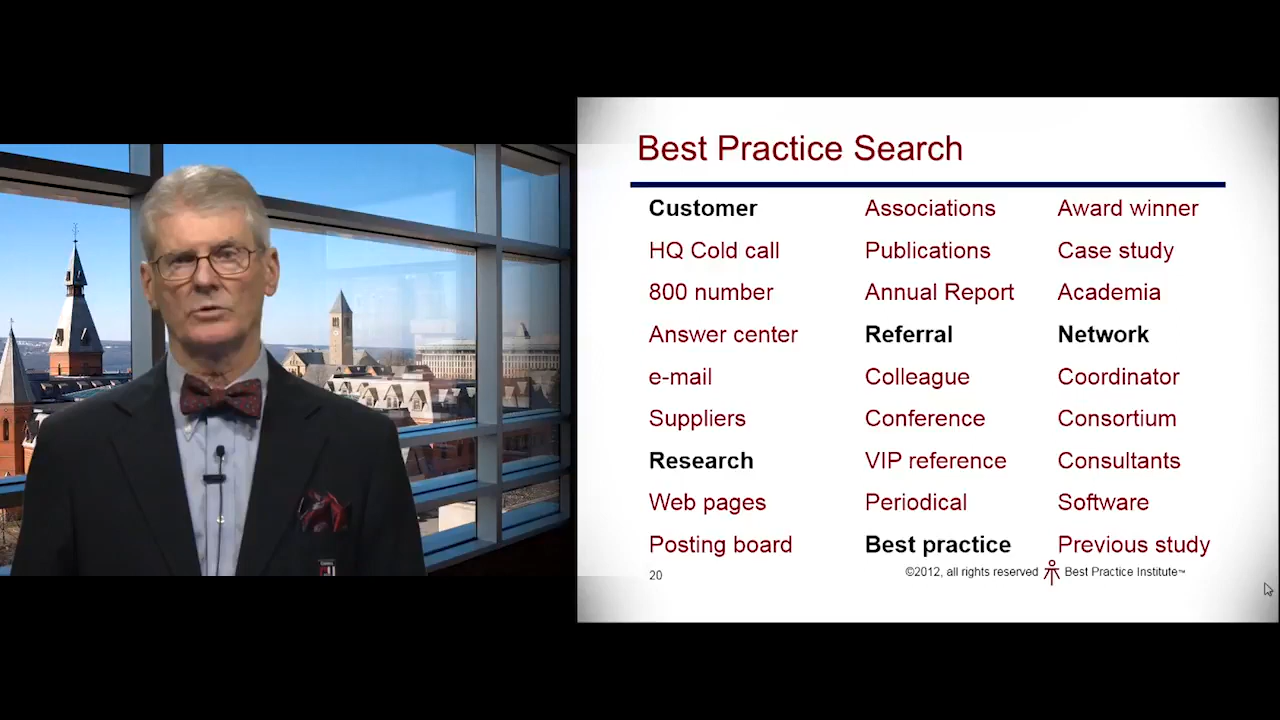 Best Practice Search
Customer
HQ Cold call
800 number
Answer center
e-mail
Suppliers
Research
Web pages
Posting board
Associations
Publications
Annual Report
Referral
Colleague
Conference
VIP reference
Periodical
Best practice
Award winner
Case study
Academia
Network
Coordinator
Consortium
Consultants
Software
Previous study
20
©2012, all rights reserved Best Practice Institute™